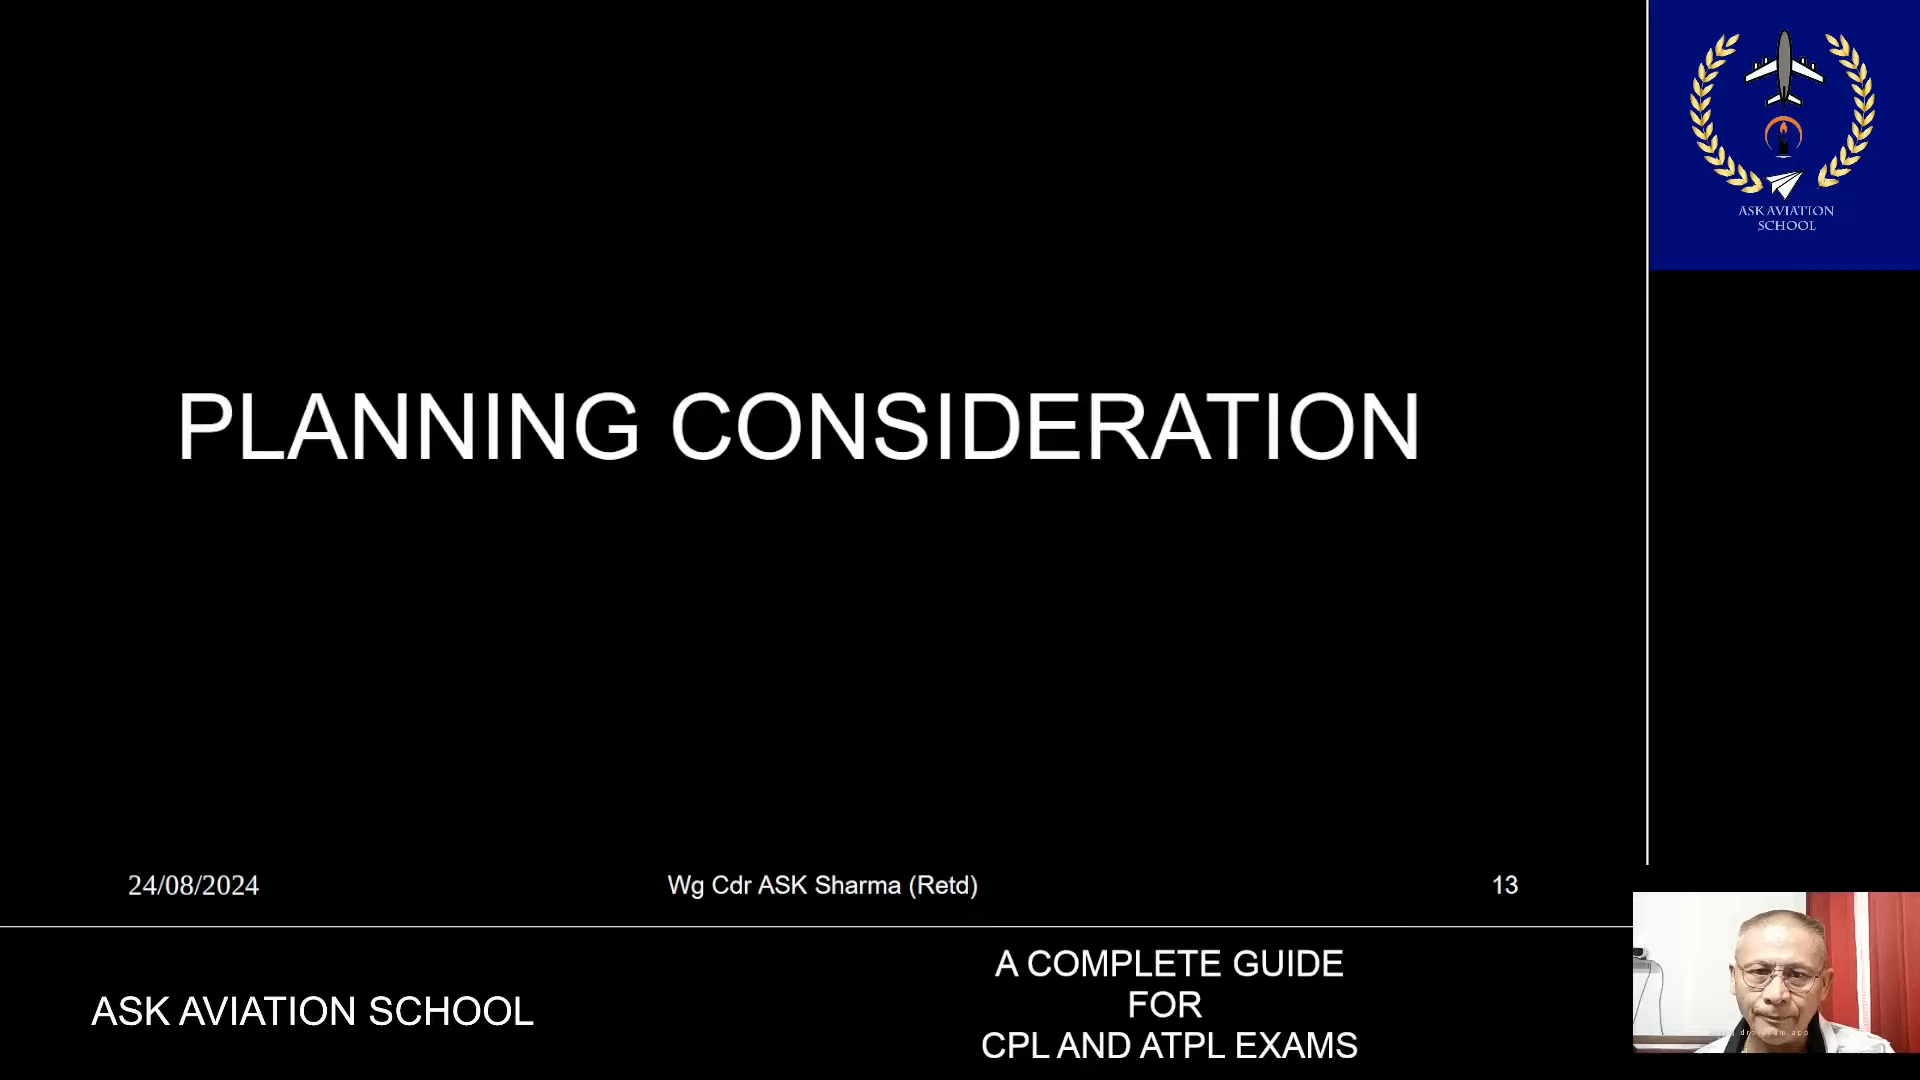 ASK AVIATION
SCHOOL
PLANNING CONSIDERATION
24/08/2024
Wg Cdr ASK Sharma (Retd)
13
ASK AVIATION SCHOOL
A COMPLETE GUIDE
FOR
CPL AND ATPL EXAMS